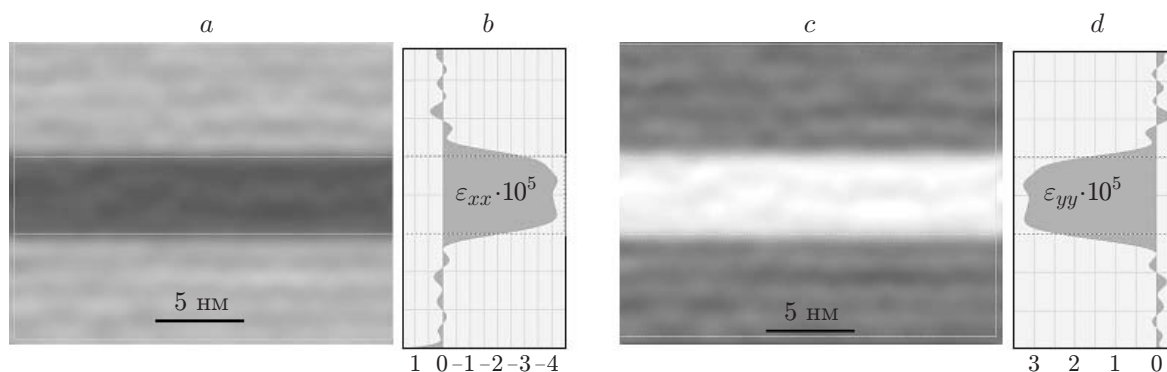 a b c d
ε_xx·10^5 ε_yy·10^5
5 нм 5 нм
1 0 –1 –2 –3 –4 3 2 1 0